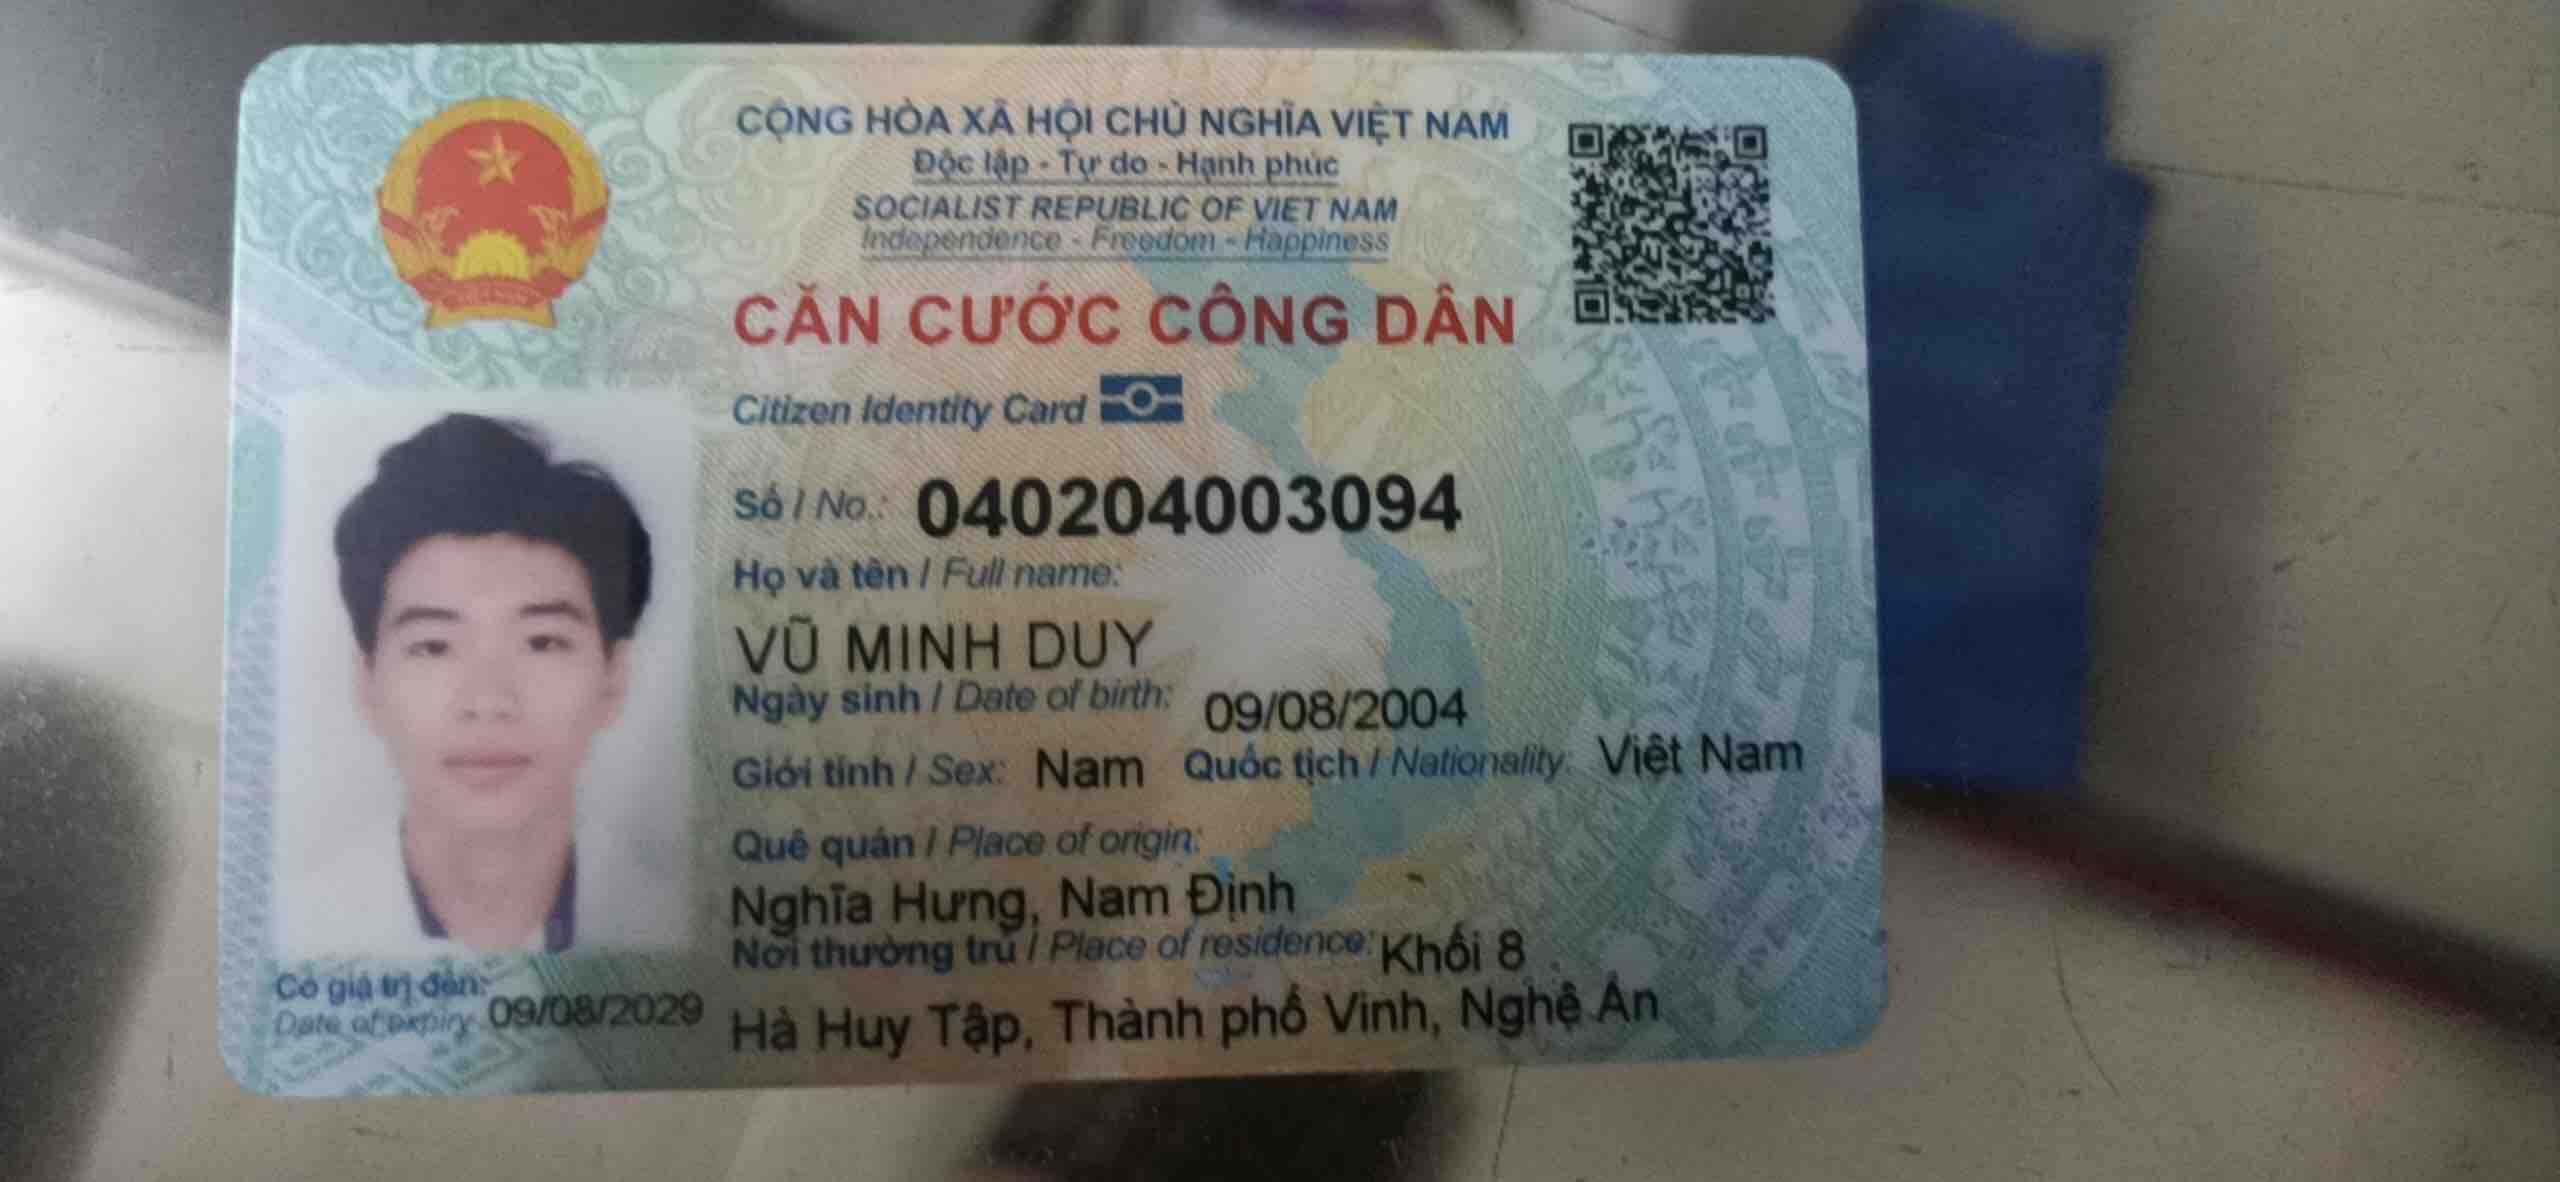 CỘNG HÒA XÃ HỘI CHỦ NGHĨA VIỆT NAM
Độc lập - Tự do - Hạnh phúc
SOCIALIST REPUBLIC OF VIET NAM
Independence - Freedom - Happiness
CĂN CƯỚC CÔNG DÂN
Citizen Identity Card
Số / No.: 040204003094
Họ và tên / Full name:
VŨ MINH DUY
Ngày sinh / Date of birth: 09/08/2004
Giới tính / Sex: Nam Quốc tịch / Nationality: Việt Nam
Quê quán / Place of origin:
Nghĩa Hưng, Nam Định
Nơi thường trú / Place of residence: Khối 8
Hà Huy Tập, Thành phố Vinh, Nghệ An
Có giá trị đến: 09/08/2029
Date of expiry